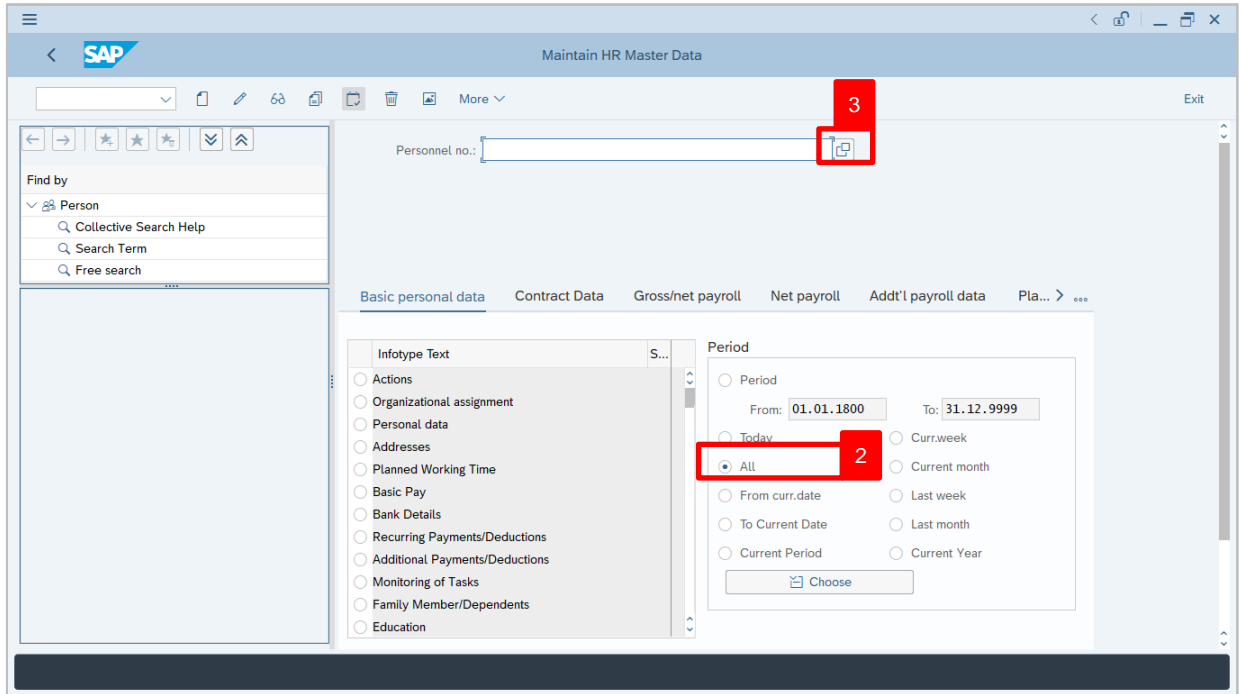 SAP
Maintain HR Master Data
More
Exit
3
Personnel no.:
Find by
Person
Collective Search Help
Search Term
Free search
Basic personal data Contract Data Gross/net payroll Net payroll Addt'l payroll data Pla...
Infotype Text S...
Actions
Organizational assignment
Personal data
Addresses
Planned Working Time
Basic Pay
Bank Details
Recurring Payments/Deductions
Additional Payments/Deductions
Monitoring of Tasks
Family Member/Dependents
Education
Period
Period
From: 01.01.1800 To: 31.12.9999
Today Curr.week
2
All Current month
From curr.date Last week
To Current Date Last month
Current Period Current Year
Choose